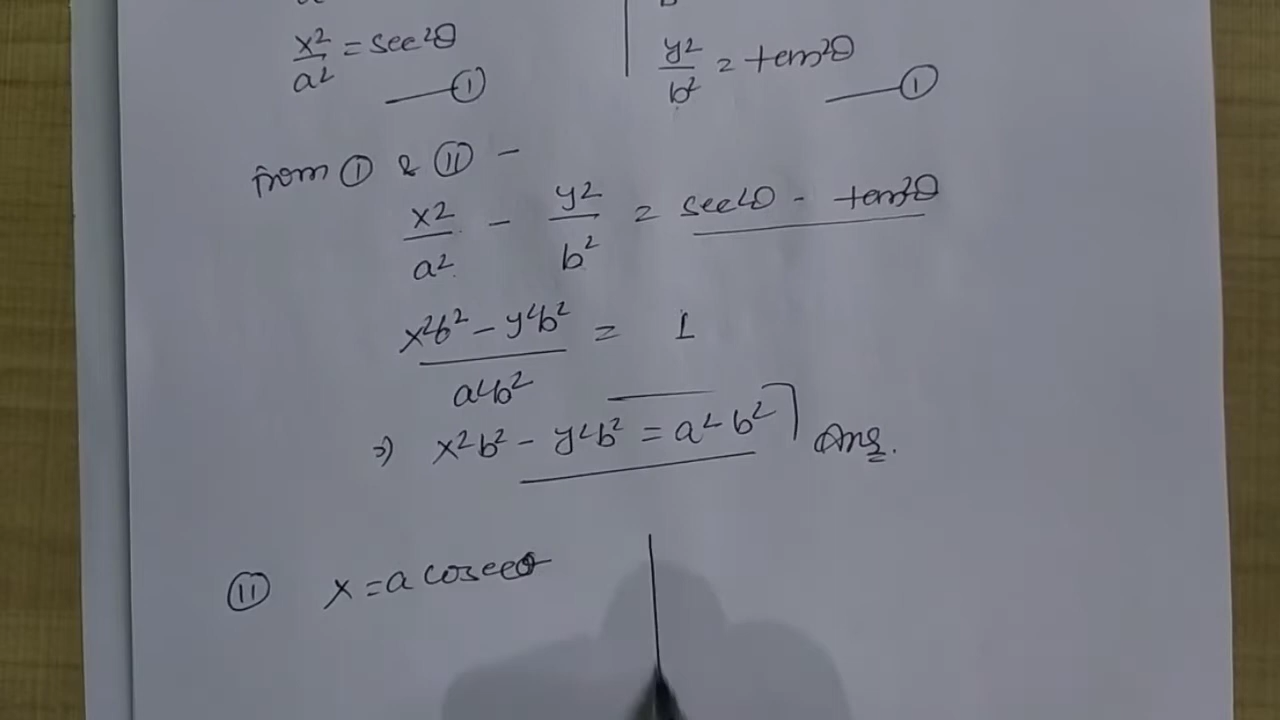 x²/a² = sec²θ
y²/b² = tan²θ
①
①
from ① & ⑪ -
x²/a² - y²/b² = sec²θ - tan²θ
x²b² - y²b² / a²b² = 1
⇒) x²b² - y²b² = a²b² Ans.
⑪ x = a cosecθ